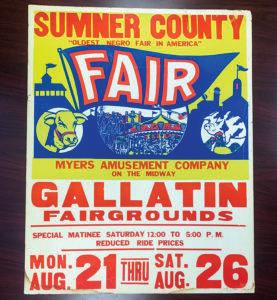 SUMNER COUNTY
"OLDEST NEGRO FAIR IN AMERICA"
FAIR
MYERS AMUSEMENT COMPANY
ON THE MIDWAY
GALLATIN
FAIRGROUNDS
SPECIAL MATINEE SATURDAY 12:00 TO 5:00 P. M.
REDUCED RIDE PRICES
MON. AUG. 21 THRU SAT. AUG. 26